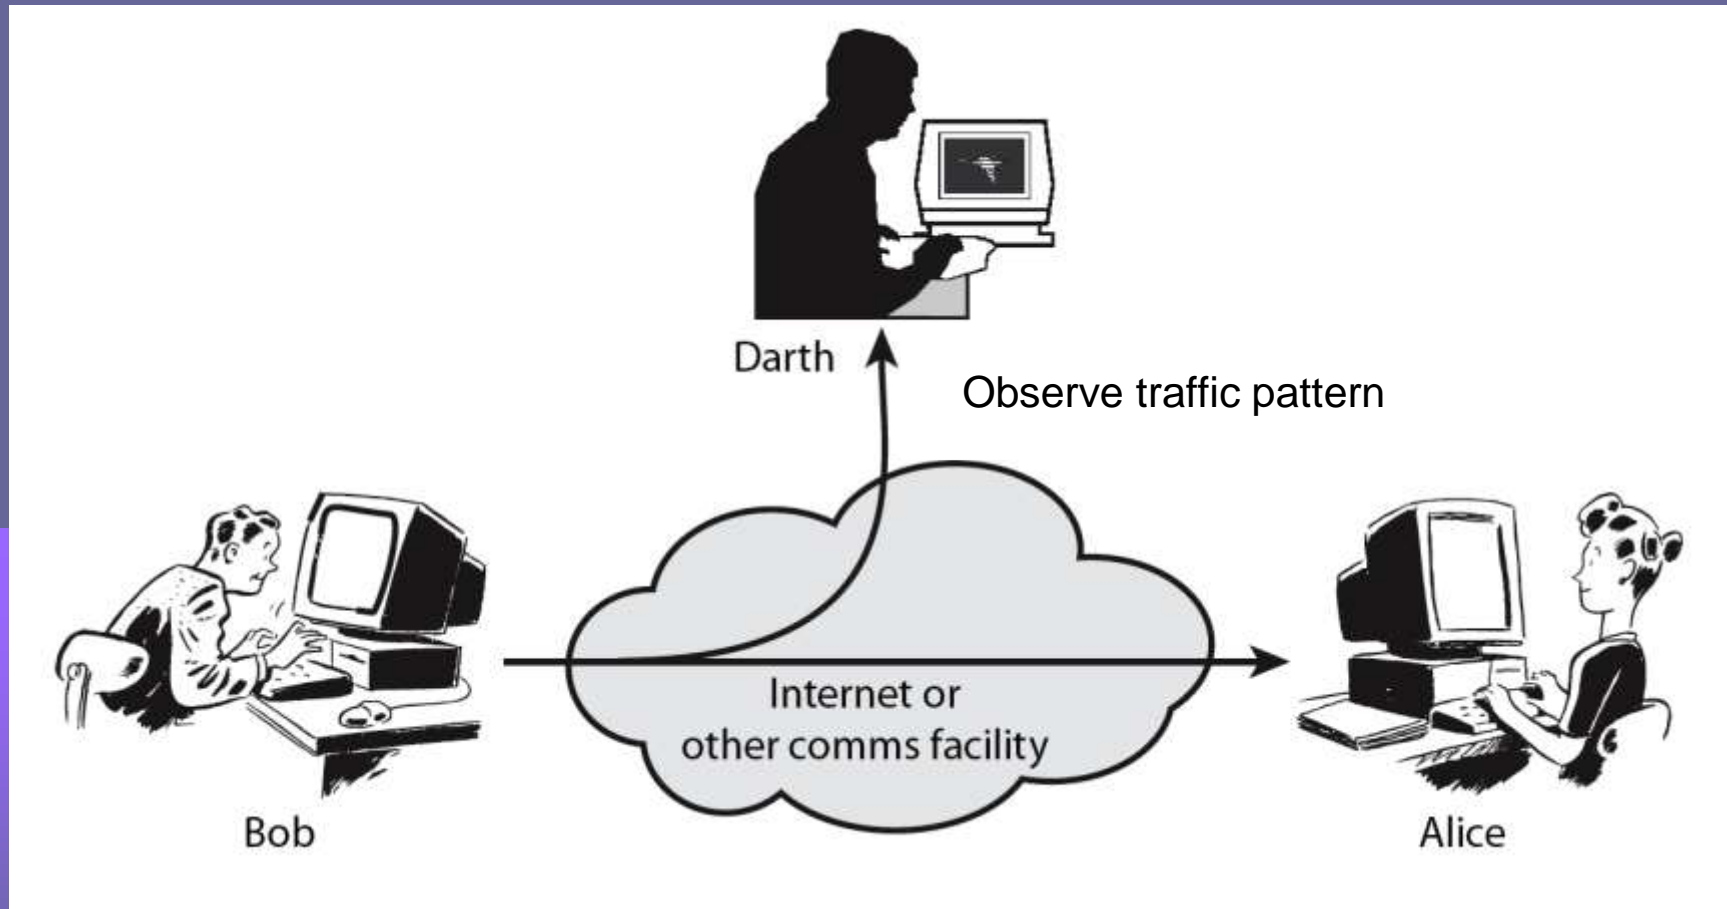 Darth
Observe traffic pattern
Internet or
other comms facility
Bob
Alice